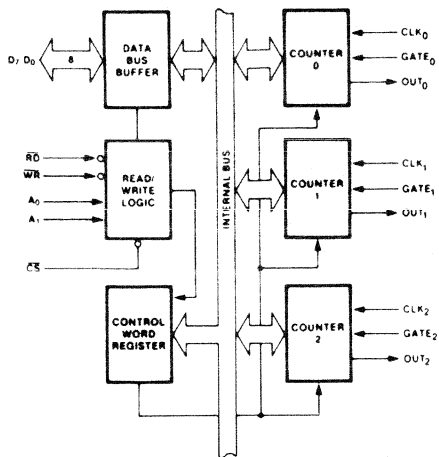 DATA
BUS
BUFFER
D7 D0
8
COUNTER
0
CLK0
GATE0
OUT0
RD
WR
A0
A1
CS
READ/
WRITE
LOGIC
INTERNAL BUS
COUNTER
1
CLK1
GATE1
OUT1
CONTROL
WORD
REGISTER
COUNTER
2
CLK2
GATE2
OUT2